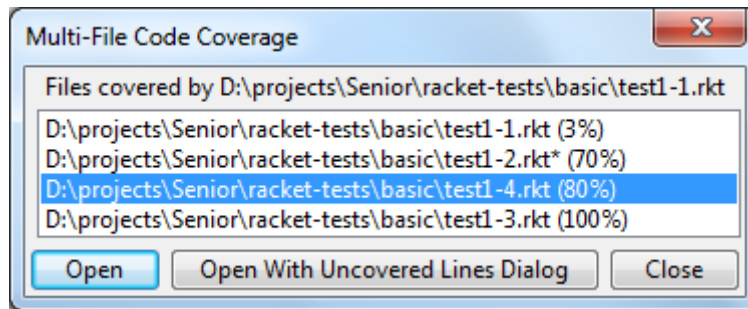 Multi-File Code Coverage
Files covered by D:\projects\Senior\racket-tests\basic\test1-1.rkt
D:\projects\Senior\racket-tests\basic\test1-1.rkt (3%)
D:\projects\Senior\racket-tests\basic\test1-2.rkt* (70%)
D:\projects\Senior\racket-tests\basic\test1-4.rkt (80%)
D:\projects\Senior\racket-tests\basic\test1-3.rkt (100%)
Open Open With Uncovered Lines Dialog Close